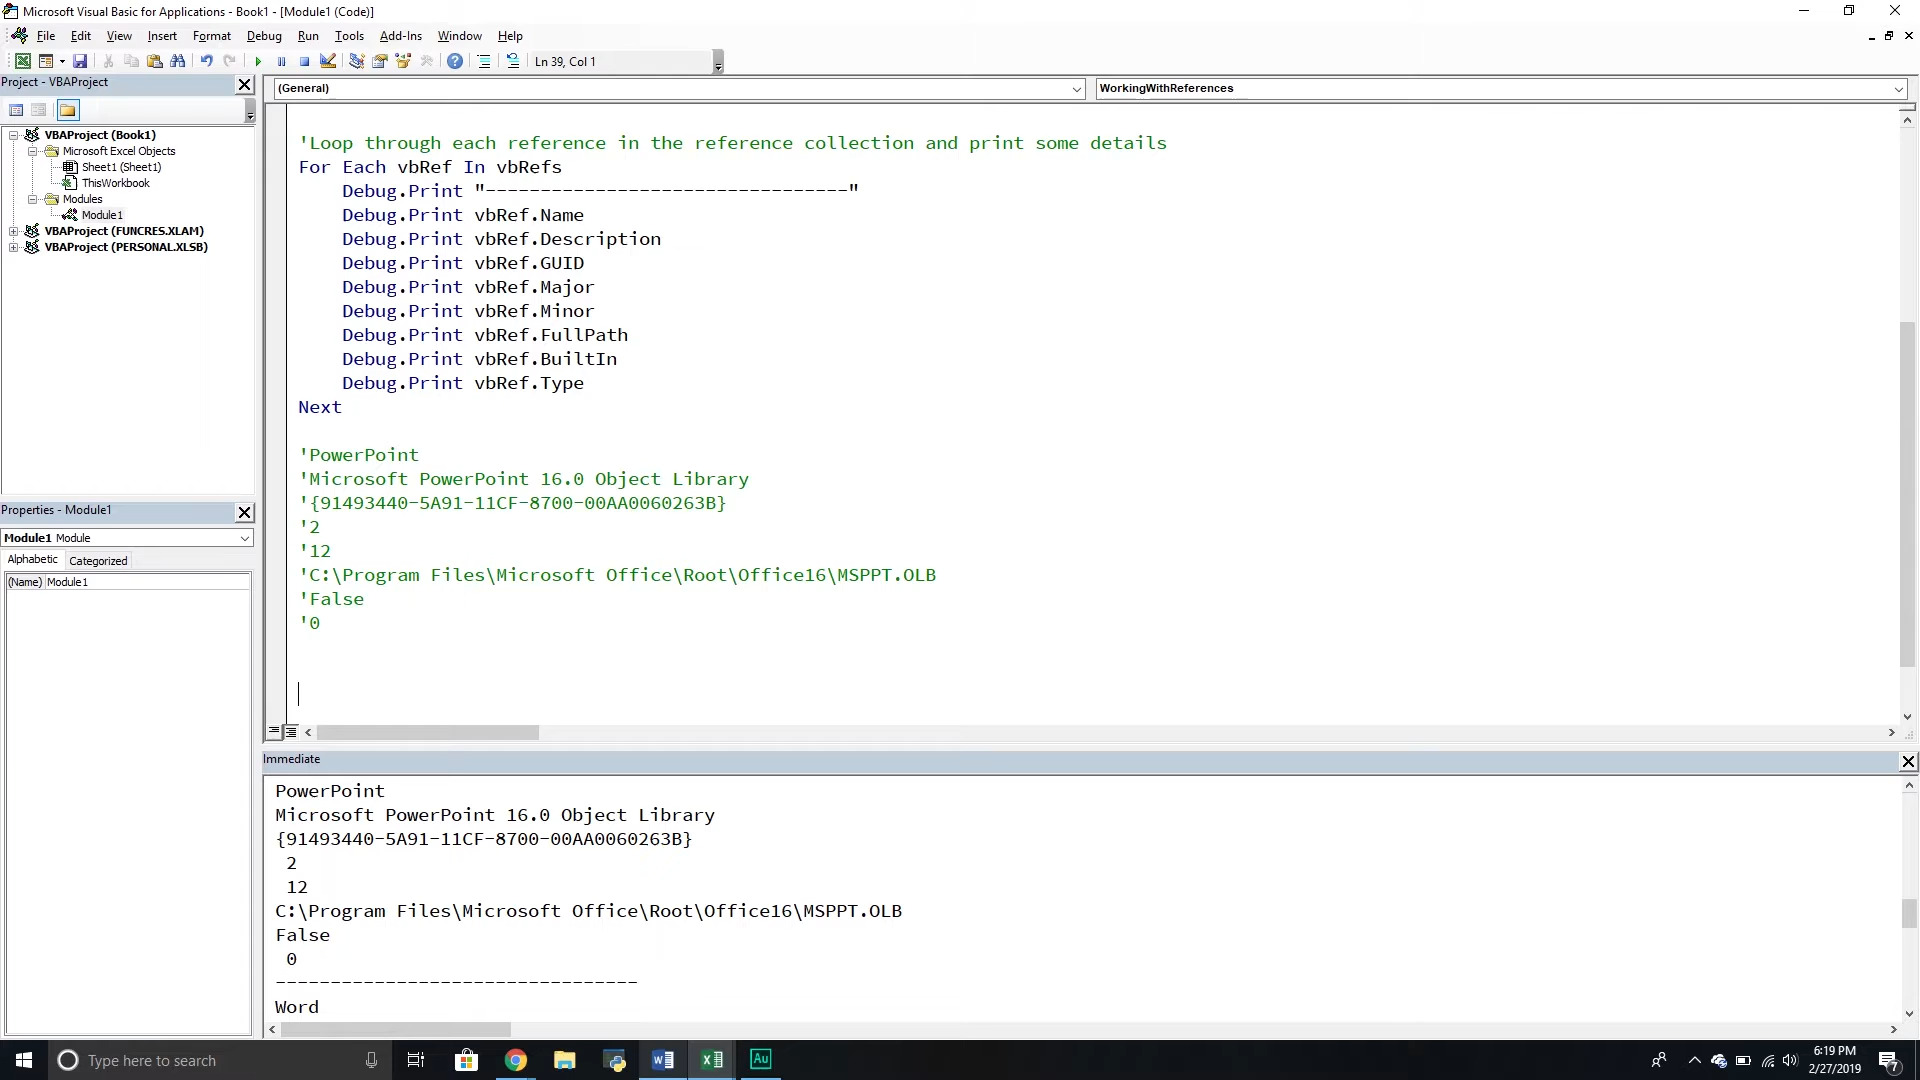 Microsoft Visual Basic for Applications - Book1 - [Module1 (Code)]
File Edit View Insert Format Debug Run Tools Add-Ins Window Help
Ln 39, Col 1
Project - VBAProject
(General)
WorkingWithReferences
VBAProject (Book1)
Microsoft Excel Objects
Sheet1 (Sheet1)
ThisWorkbook
Modules
Module1
VBAProject (FUNCRES.XLAM)
VBAProject (PERSONAL.XLSB)
Properties - Module1
Module1 Module
Alphabetic Categorized
(Name) Module1
'Loop through each reference in the reference collection and print some details
For Each vbRef In vbRefs
Debug.Print "---------------------------------"
Debug.Print vbRef.Name
Debug.Print vbRef.Description
Debug.Print vbRef.GUID
Debug.Print vbRef.Major
Debug.Print vbRef.Minor
Debug.Print vbRef.FullPath
Debug.Print vbRef.BuiltIn
Debug.Print vbRef.Type
Next
'PowerPoint
'Microsoft PowerPoint 16.0 Object Library
'{91493440-5A91-11CF-8700-00AA0060263B}
'2
'12
'C:\Program Files\Microsoft Office\Root\Office16\MSPPT.OLB
'False
'0
Immediate
PowerPoint
Microsoft PowerPoint 16.0 Object Library
{91493440-5A91-11CF-8700-00AA0060263B}
2
12
C:\Program Files\Microsoft Office\Root\Office16\MSPPT.OLB
False
0
---------------------------------
Word
Type here to search
Au
6:19 PM
2/27/2019
7